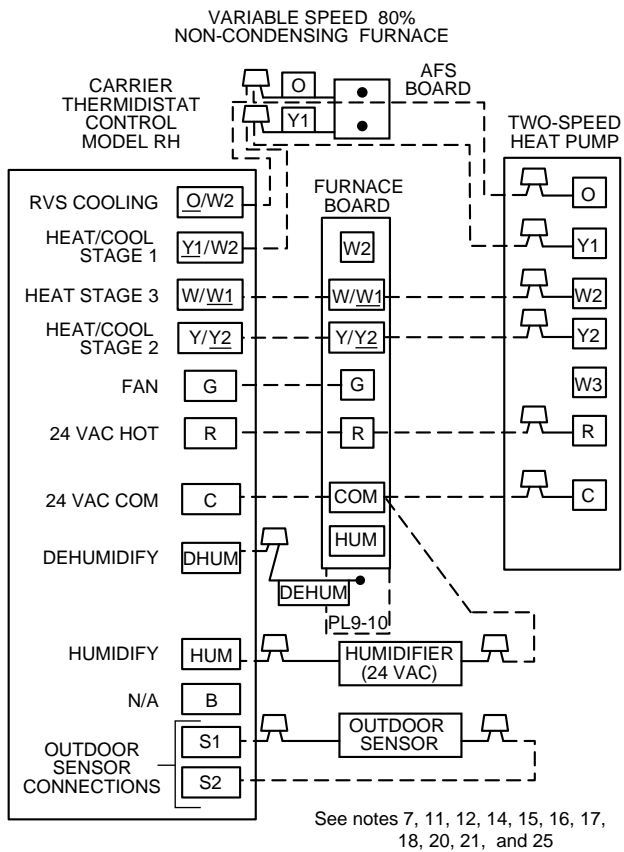 VARIABLE SPEED 80%
NON-CONDENSING FURNACE
CARRIER
THERMIDISTAT
CONTROL
MODEL RH
O
Y1
AFS
BOARD
TWO-SPEED
HEAT PUMP
FURNACE
BOARD
RVS COOLING
O/W2
O
HEAT/COOL
STAGE 1
Y1/W2
W2
Y1
HEAT STAGE 3
W/W1
W/W1
W2
HEAT/COOL
STAGE 2
Y/Y2
Y/Y2
Y2
FAN
G
G
W3
24 VAC HOT
R
R
R
24 VAC COM
C
COM
C
DEHUMIDIFY
DHUM
HUM
DEHUM
PL9-10
HUMIDIFY
HUM
HUMIDIFIER
(24 VAC)
N/A
B
OUTDOOR
SENSOR
CONNECTIONS
S1
S2
OUTDOOR
SENSOR
See notes 7, 11, 12, 14, 15, 16, 17,
18, 20, 21, and 25